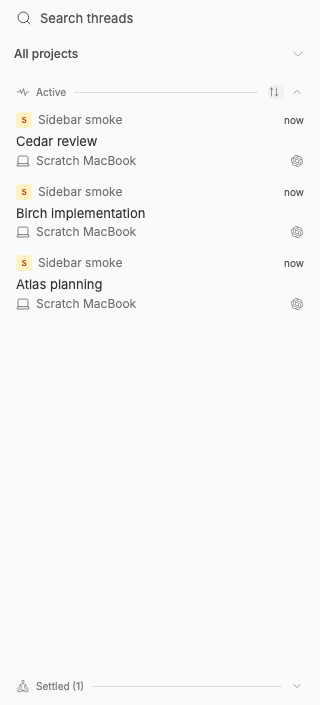 Search threads
All projects
Active
S Sidebar smoke now
Cedar review
Scratch MacBook
S Sidebar smoke now
Birch implementation
Scratch MacBook
S Sidebar smoke now
Atlas planning
Scratch MacBook
Settled (1)